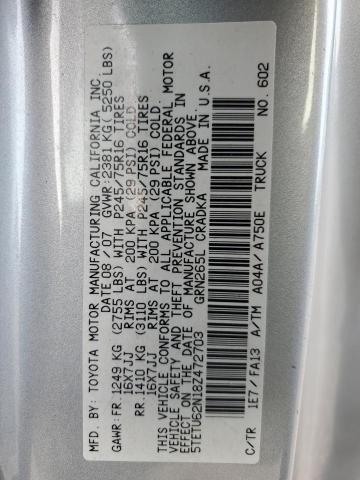 MFD. BY: TOYOTA MOTOR MANUFACTURING CALIFORNIA INC.
DATE 08/07 GVWR:2381 KG( 5250 LBS)
GAWR:FR.1249 KG (2755 LBS) WITH P245/75R16 TIRES
16X7JJ RIMS AT 200 KPA (29 PSI) COLD.
RR.1410 KG (3110 LBS) WITH P245/75R16 TIRES
16X7JJ RIMS AT 200 KPA (29 PSI) COLD.
THIS VEHICLE CONFORMS TO ALL APPLICABLE FEDERAL MOTOR
VEHICLE SAFETY AND THEFT PREVENTION STANDARDS IN
EFFECT ON THE DATE OF MANUFACTURE SHOWN ABOVE.
5TETU62N18Z472703 GRN265L CRADKA MADE IN U.S.A.
C/TR 1E7/FA13 A/TM A04A/A750E TRUCK NO. 602